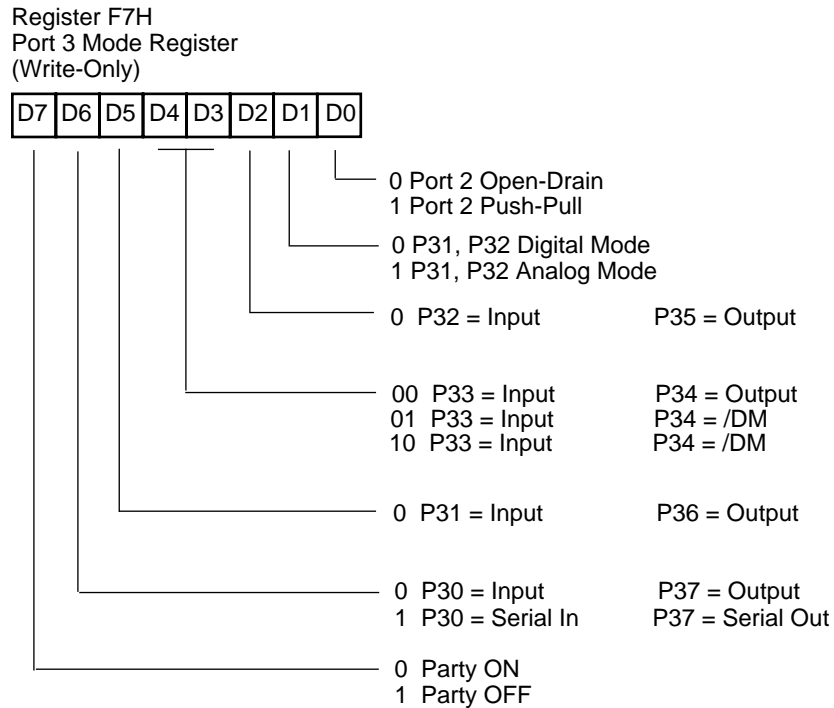 Register F7H
Port 3 Mode Register
(Write-Only)
D7 D6 D5 D4 D3 D2 D1 D0
0 Port 2 Open-Drain
1 Port 2 Push-Pull
0 P31, P32 Digital Mode
1 P31, P32 Analog Mode
0 P32 = Input P35 = Output
00 P33 = Input P34 = Output
01 P33 = Input P34 = /DM
10 P33 = Input P34 = /DM
0 P31 = Input P36 = Output
0 P30 = Input P37 = Output
1 P30 = Serial In P37 = Serial Out
0 Party ON
1 Party OFF